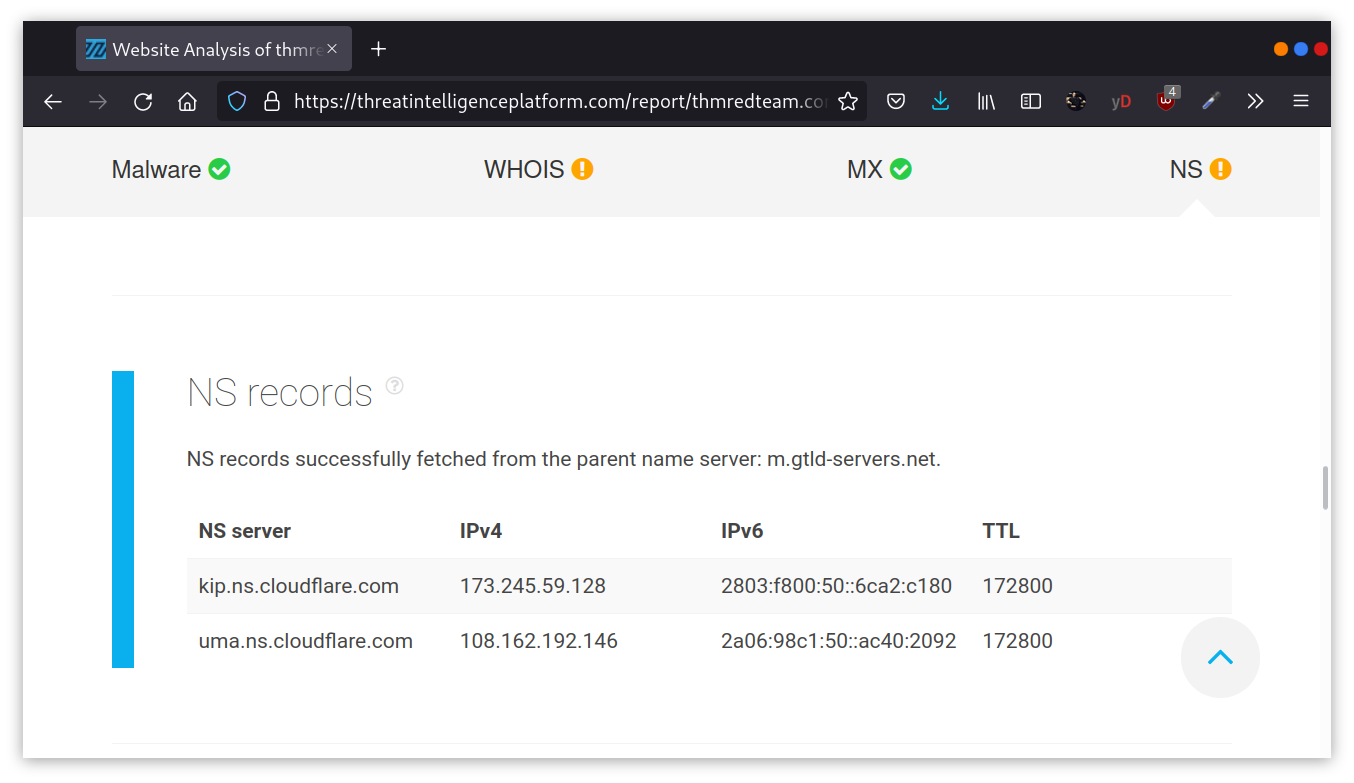 Website Analysis of thmre
https://threatintelligenceplatform.com/report/thmredteam.co
yD
4
Malware
WHOIS
MX
NS
NS records
NS records successfully fetched from the parent name server: m.gtld-servers.net.
NS server IPv4 IPv6 TTL
kip.ns.cloudflare.com 173.245.59.128 2803:f800:50::6ca2:c180 172800
uma.ns.cloudflare.com 108.162.192.146 2a06:98c1:50::ac40:2092 172800